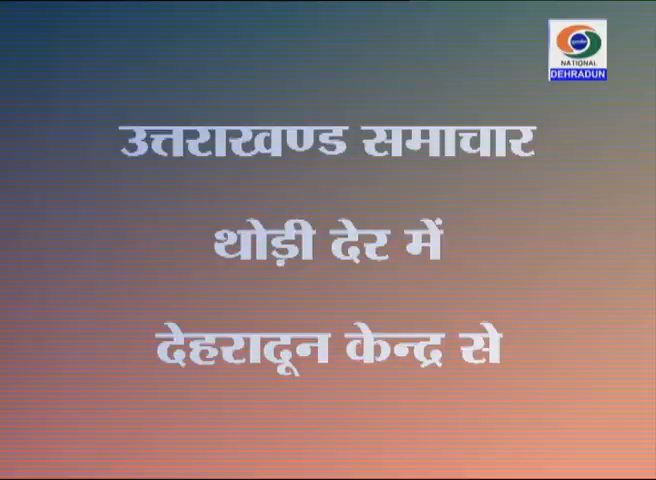 NATIONAL
DEHRADUN
उत्तराखण्ड समाचार
थोड़ी देर में
देहरादून केन्द्र से